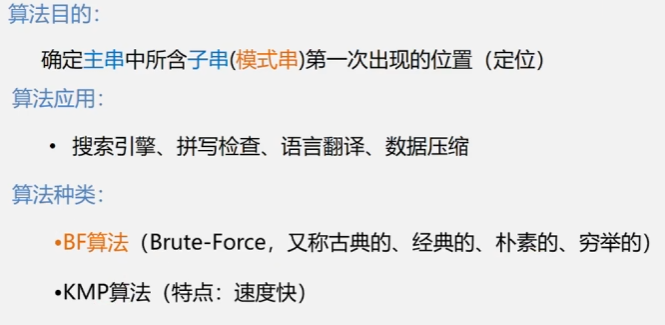 算法目的：
确定主串中所含子串(模式串)第一次出现的位置（定位）
算法应用：
• 搜索引擎、拼写检查、语言翻译、数据压缩
算法种类：
•BF算法（Brute-Force，又称古典的、经典的、朴素的、穷举的）
•KMP算法（特点：速度快）